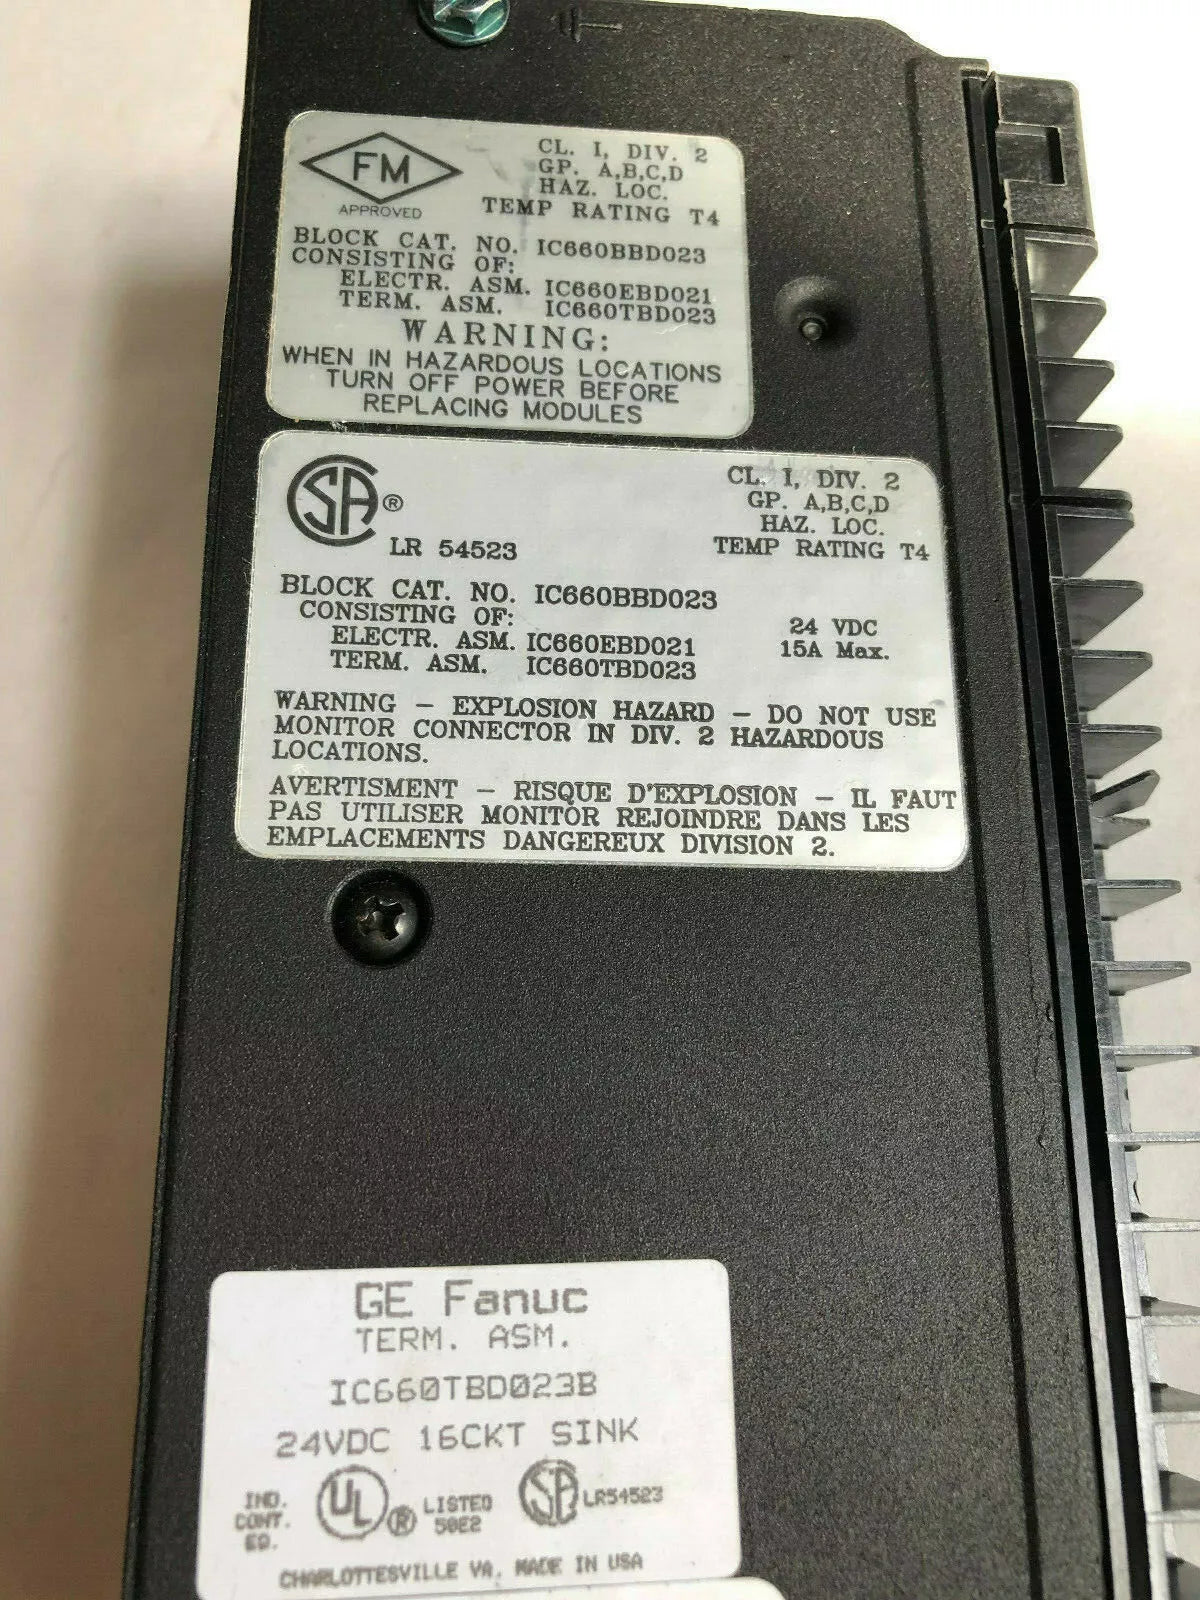 FM
APPROVED
CL. I, DIV. 2
GP. A,B,C,D
HAZ. LOC.
TEMP RATING T4
BLOCK CAT. NO. IC660BBD023
CONSISTING OF:
ELECTR. ASM. IC660EBD021
TERM. ASM. IC660TBD023
WARNING:
WHEN IN HAZARDOUS LOCATIONS
TURN OFF POWER BEFORE
REPLACING MODULES
SA ®
LR 54523
CL. I, DIV. 2
GP. A,B,C,D
HAZ. LOC.
TEMP RATING T4
BLOCK CAT. NO. IC660BBD023
CONSISTING OF:
ELECTR. ASM. IC660EBD021
TERM. ASM. IC660TBD023
24 VDC
15A Max.
WARNING - EXPLOSION HAZARD - DO NOT USE
MONITOR CONNECTOR IN DIV. 2 HAZARDOUS
LOCATIONS.
AVERTISMENT - RISQUE D'EXPLOSION - IL FAUT
PAS UTILISER MONITOR REJOINDRE DANS LES
EMPLACEMENTS DANGEREUX DIVISION 2.
GE Fanuc
TERM. ASM.
IC660TBD023B
24VDC 16CKT SINK
IND.
CONT.
EQ.
UL ®
LISTED
50E2
SA LR54523
CHARLOTTESVILLE VA. MADE IN USA